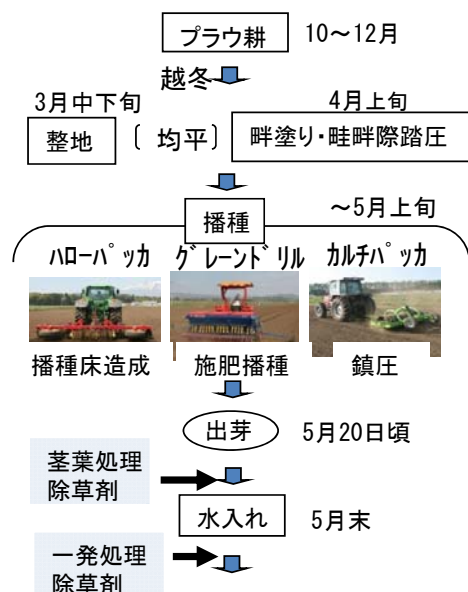 プラウ耕 10～12月
越冬
3月中下旬 4月上旬
整地 〔 均平〕 畔塗り・畦畔際踏圧
播種 ～5月上旬
ﾊﾛｰﾊﾟｯｶ ｸﾞﾚｰﾝﾄﾞﾘﾙ ｶﾙﾁﾊﾟｯｶ
播種床造成 施肥播種 鎮圧
出芽 5月20日頃
茎葉処理
除草剤
水入れ 5月末
一発処理
除草剤